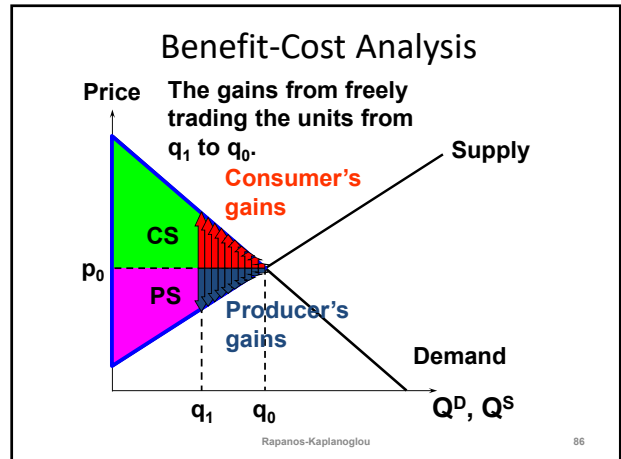 Benefit-Cost Analysis
Price
The gains from freely
trading the units from
q₁ to q₀.
Supply
Consumer's
gains
CS
p₀
PS
Producer's
gains
Demand
q₁
q₀
Qᴰ, Qˢ
Rapanos-Kaplanoglou
86